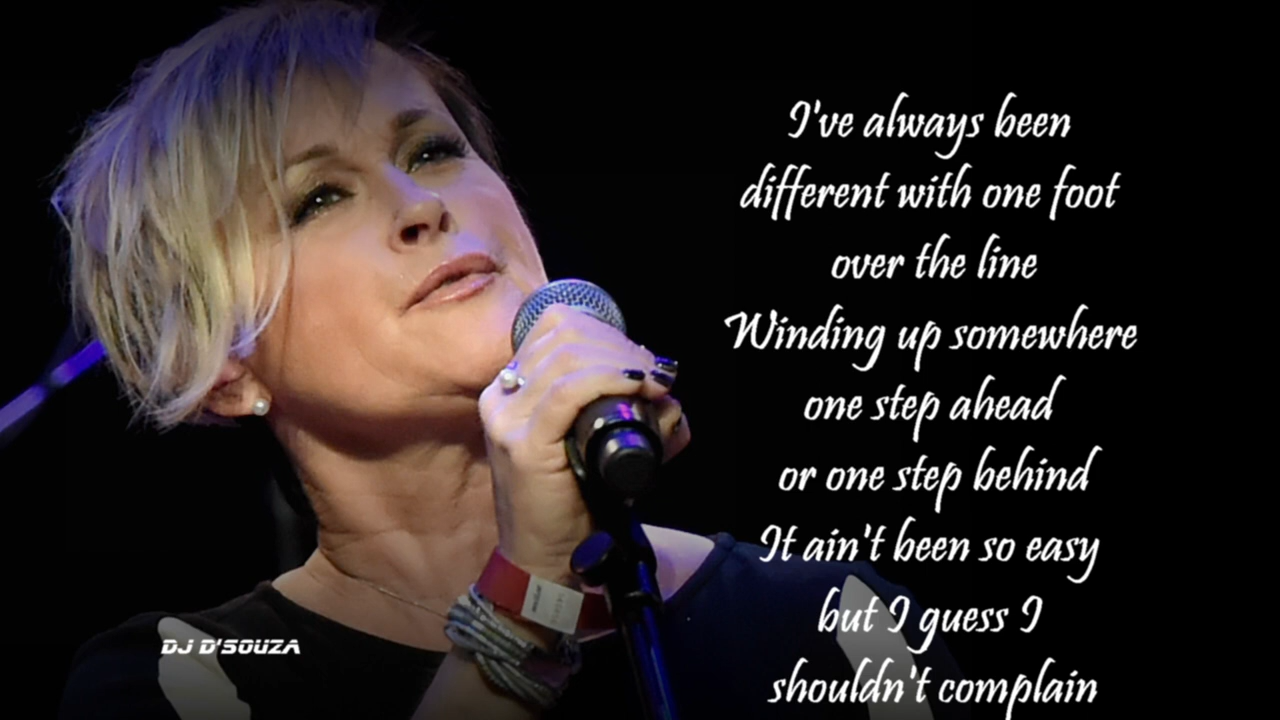 I've always been
different with one foot
over the line
Winding up somewhere
one step ahead
or one step behind
It ain't been so easy
but I guess I
shouldn't complain
DJ D'SOUZA